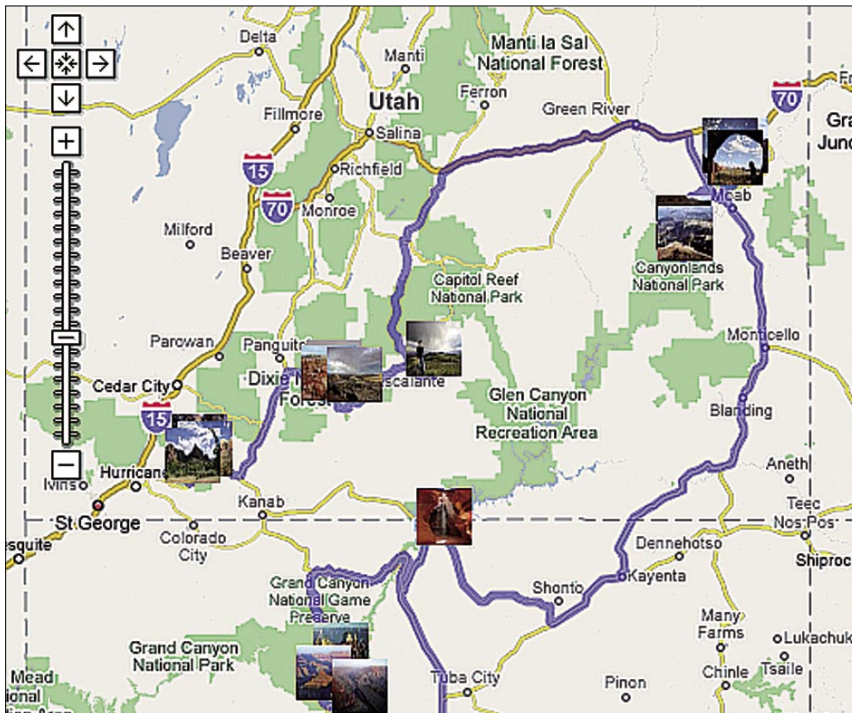 Delta
Manti
Manti la Sal
National Forest
Utah
Ferron
Green River
70
Fillmore
Salina
Gra
Junc
15
Richfield
70
Monroe
Moab
Milford
Beaver
Canyonlands
National Park
Capitol Reef
National Park
Parowan
Panguit
Monticello
Cedar City
Dixie N
Forest
scalante
Glen Canyon
National
Recreation Area
Blanding
15
Ivins
Hurricane
Kanab
Aneth
St George
Teec
Nos Pos
esquite
Colorado
City
Dennehotso
Shiproc
Grand Canyon
National Game
Preserve
Shonto
Kayenta
Many
Farms
Lukachuk
Grand Canyon
National Park
Tsaile
Mead
ional
Tuba City
Pinon
Chinle